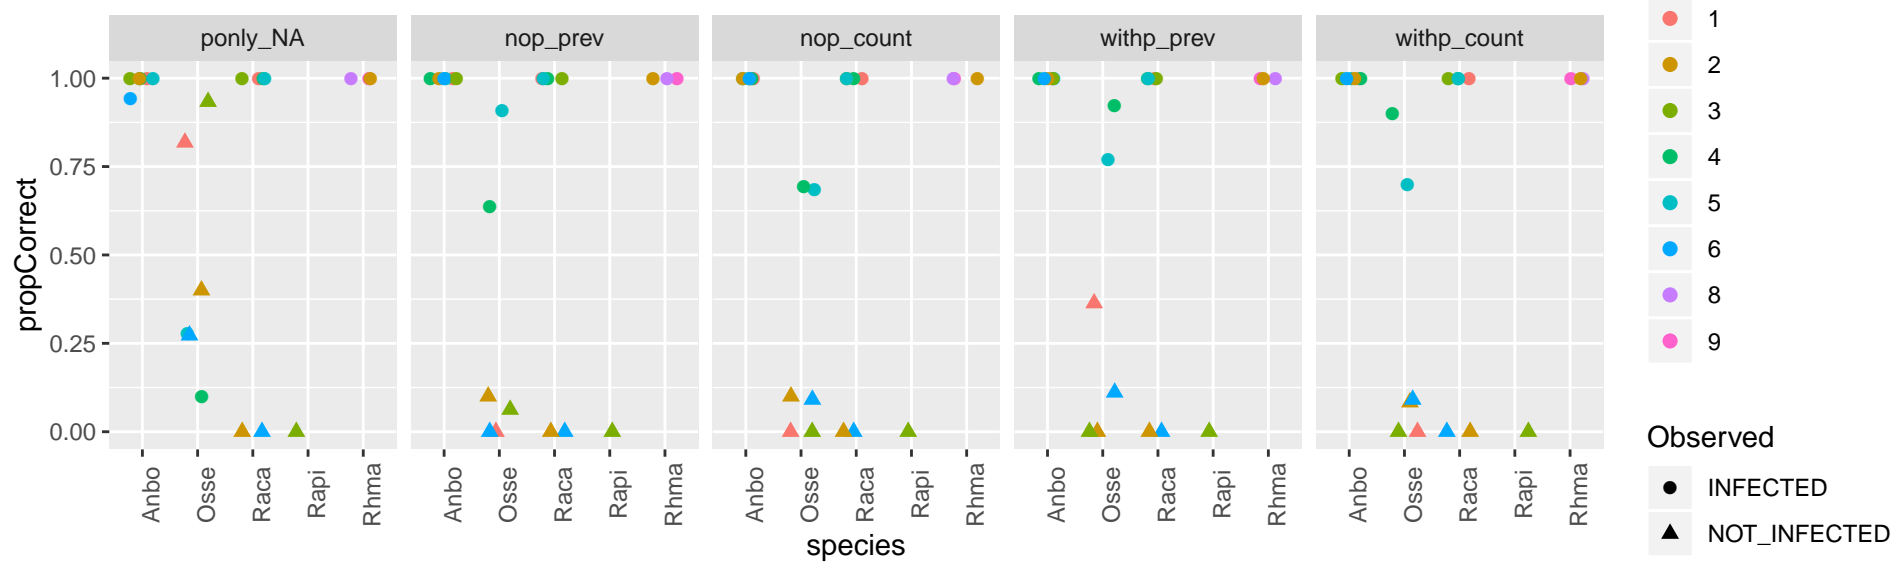 ponly_NA
nop_prev
nop_count
withp_prev
withp_count
propCorrect
1.00
0.75
0.50
0.25
0.00
Anbo
Osse
Raca
Rapi
Rhma
Anbo
Osse
Raca
Rapi
Rhma
Anbo
Osse
Raca
Rapi
Rhma
Anbo
Osse
Raca
Rapi
Rhma
Anbo
Osse
Raca
Rapi
Rhma
species
1
2
3
4
5
6
8
9
Observed
INFECTED
NOT_INFECTED